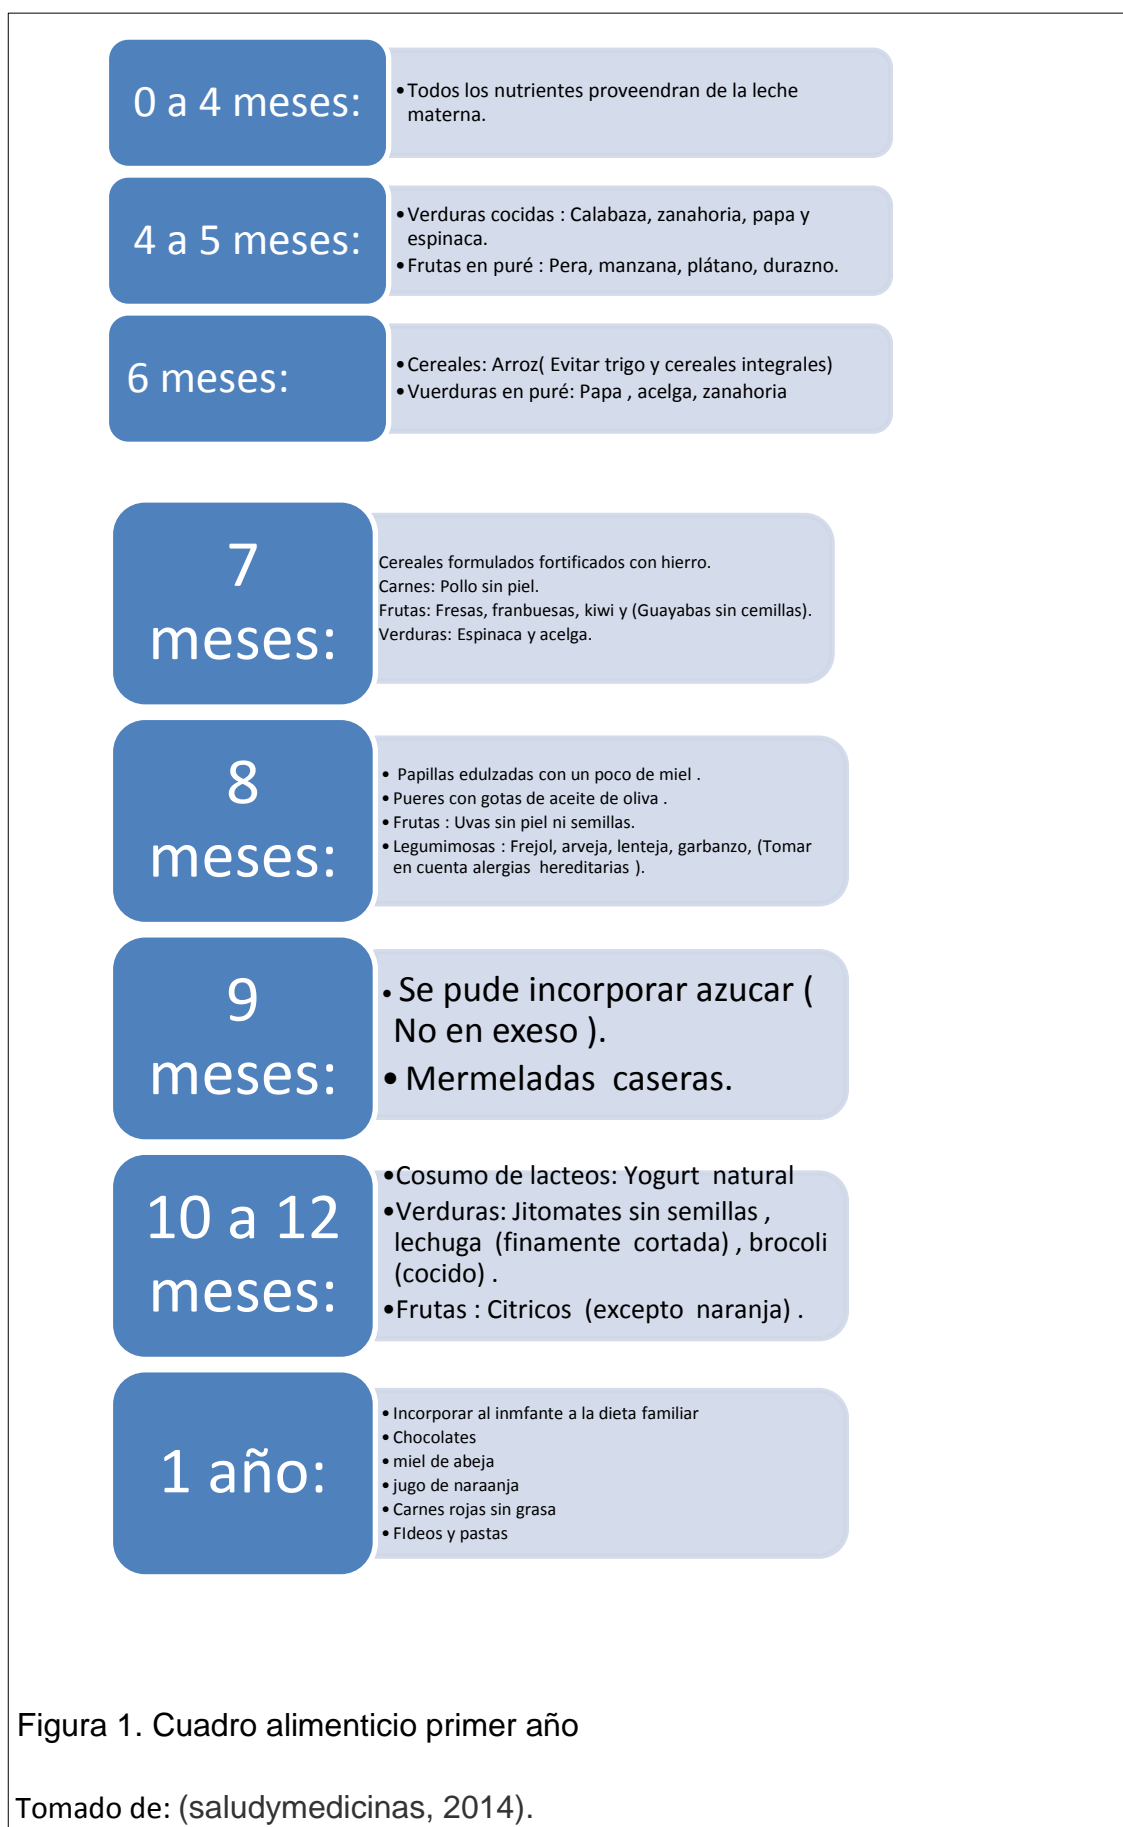 0 a 4 meses:
•Todos los nutrientes proveendran de la leche
materna.
4 a 5 meses:
•Verduras cocidas : Calabaza, zanahoria, papa y
espinaca.
•Frutas en puré : Pera, manzana, plátano, durazno.
6 meses:
•Cereales: Arroz( Evitar trigo y cereales integrales)
•Vuerduras en puré: Papa , acelga, zanahoria
7
meses:
Cereales formulados fortificados con hierro.
Carnes: Pollo sin piel.
Frutas: Fresas, franbuesas, kiwi y (Guayabas sin cemillas).
Verduras: Espinaca y acelga.
8
meses:
• Papillas edulzadas con un poco de miel .
• Pueres con gotas de aceite de oliva .
• Frutas : Uvas sin piel ni semillas.
• Legumimosas : Frejol, arveja, lenteja, garbanzo, (Tomar
en cuenta alergias hereditarias ).
9
meses:
• Se pude incorporar azucar (
No en exeso ).
• Mermeladas caseras.
10 a 12
meses:
•Cosumo de lacteos: Yogurt natural
•Verduras: Jitomates sin semillas ,
lechuga (finamente cortada) , brocoli
(cocido) .
•Frutas : Citricos (excepto naranja) .
1 año:
• Incorporar al inmfante a la dieta familiar
• Chocolates
• miel de abeja
• jugo de naraanja
• Carnes rojas sin grasa
• FIdeos y pastas
Figura 1. Cuadro alimenticio primer año
Tomado de: (saludymedicinas, 2014).